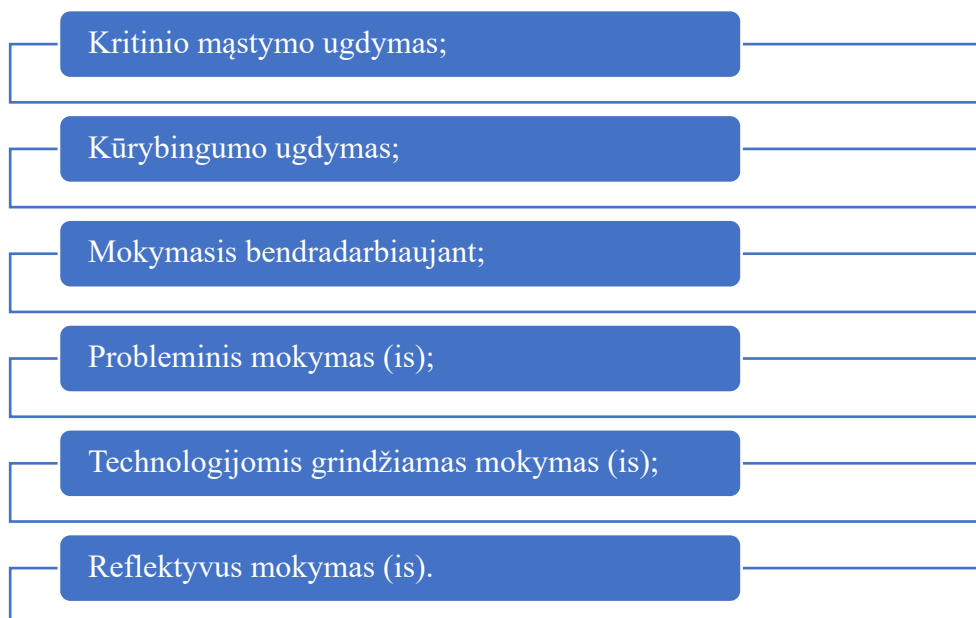 Kritinio mąstymo ugdymas;
Kūrybingumo ugdymas;
Mokymasis bendradarbiaujant;
Probleminis mokymas (is);
Technologijomis grindžiamas mokymas (is);
Reflektyvus mokymas (is).